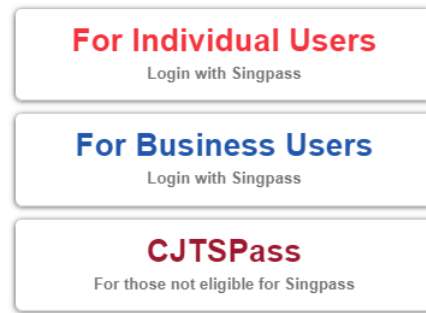 For Individual Users
Login with Singpass
For Business Users
Login with Singpass
CJTSPass
For those not eligible for Singpass